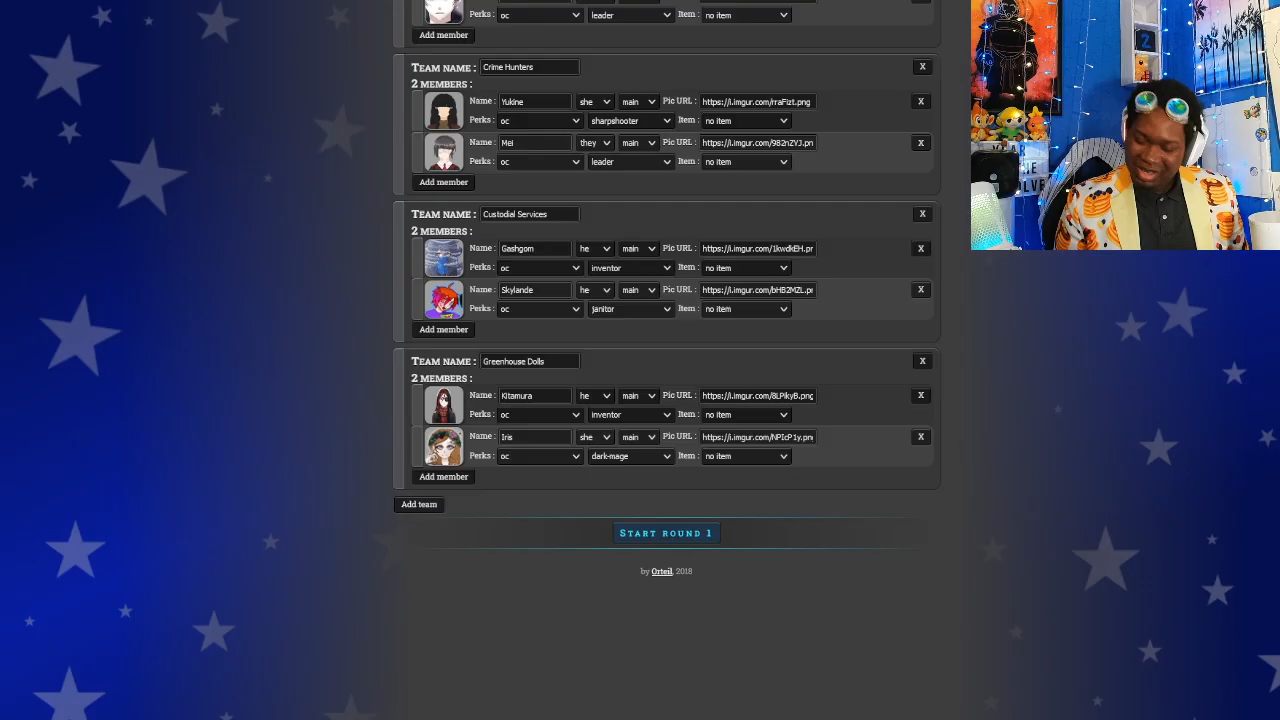 Perks : oc leader Item : no item
Add member
TEAM NAME : Crime Hunters X
2 MEMBERS :
Name : Yukine she main Pic URL : https://i.imgur.com/rraFizt.png X
Perks : oc sharpshooter Item : no item
Name : Mei they main Pic URL : https://i.imgur.com/982nZVJ.pn X
Perks : oc leader Item : no item
Add member
TEAM NAME : Custodial Services X
2 MEMBERS :
Name : Gashgom he main Pic URL : https://i.imgur.com/1kwdkEH.pr X
Perks : oc inventor Item : no item
Name : Skylande he main Pic URL : https://i.imgur.com/bHB2MZL.pr X
Perks : oc janitor Item : no item
Add member
TEAM NAME : Greenhouse Dolls X
2 MEMBERS :
Name : Kitamura he main Pic URL : https://i.imgur.com/8LPikyB.png X
Perks : oc inventor Item : no item
Name : Iris she main Pic URL : https://i.imgur.com/NPIcP1y.pn X
Perks : oc dark-mage Item : no item
Add member
Add team
START ROUND 1
by Orteil, 2018
2